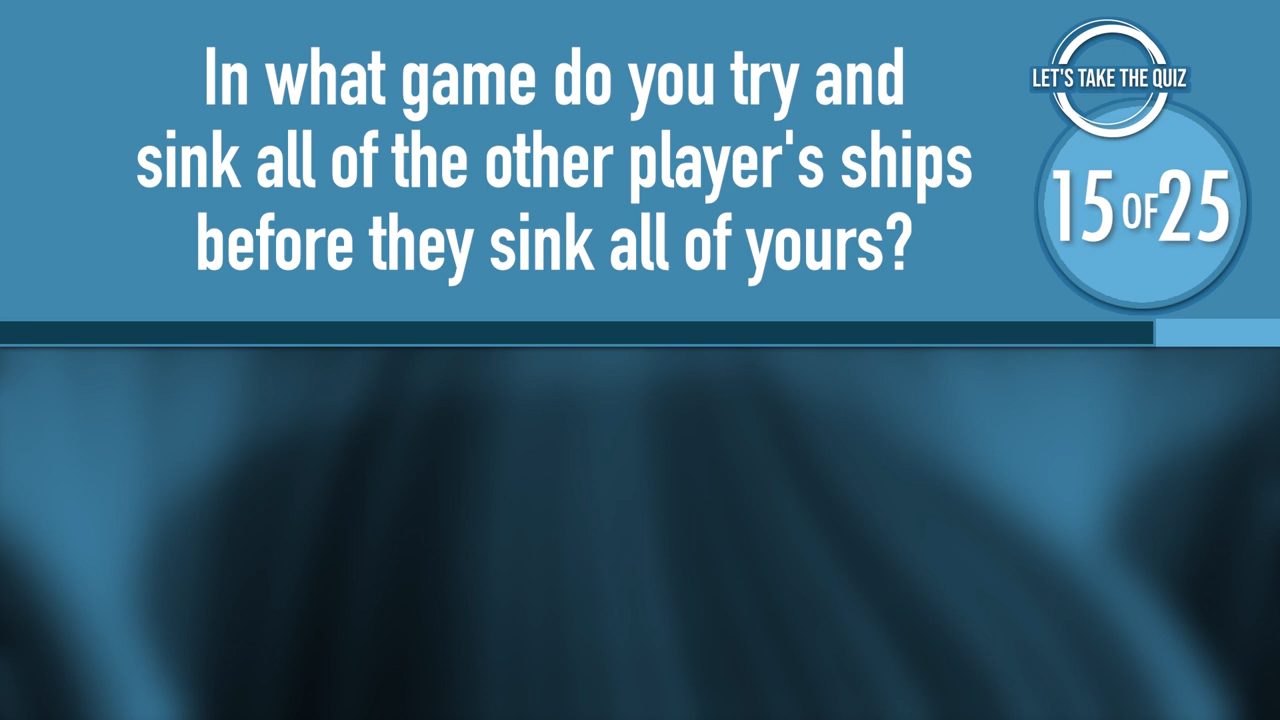 In what game do you try and
sink all of the other player's ships
before they sink all of yours?
LET'S TAKE THE QUIZ
15 OF 25